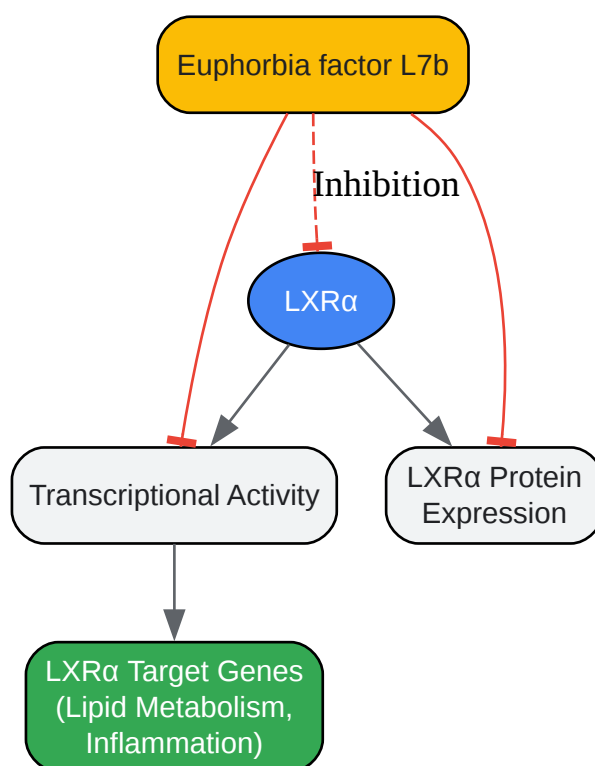 Euphorbia factor L7b
Inhibition
LXRα
Transcriptional Activity
LXRα Protein
Expression
LXRα Target Genes
(Lipid Metabolism,
Inflammation)